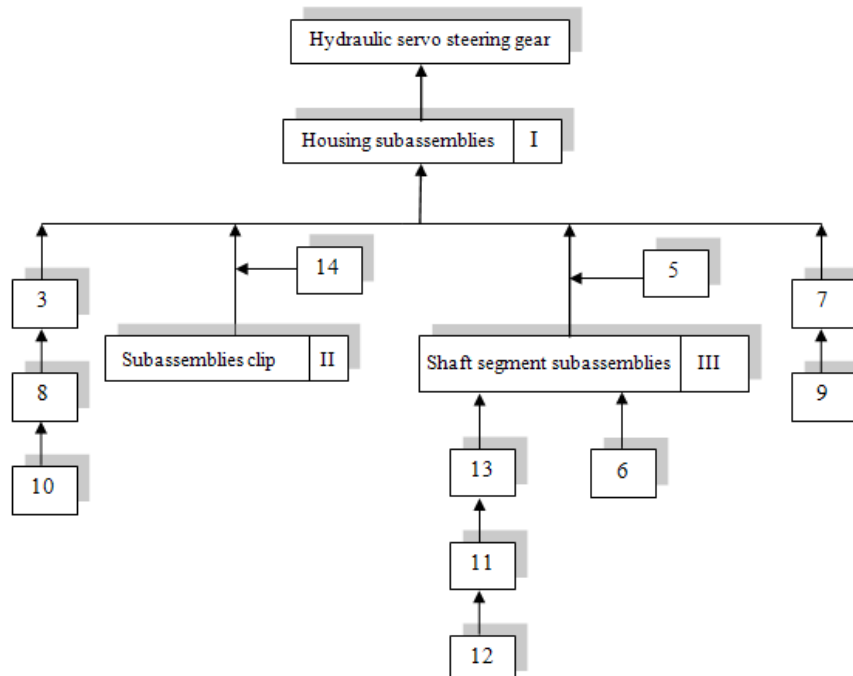 Hydraulic servo steering gear
Housing subassemblies I
14
5
3
7
Subassemblies clip II
Shaft segment subassemblies III
8
9
13
6
10
11
12